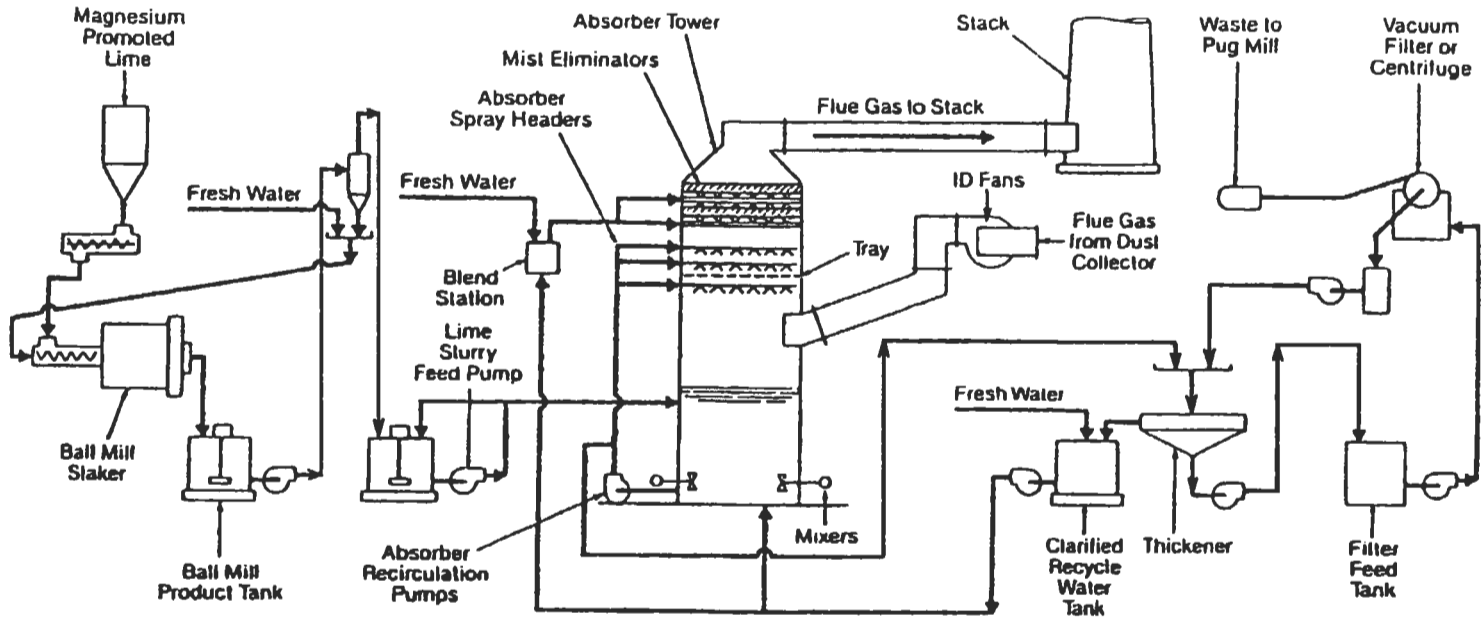 Magnesium
Promoted
Lime
Absorber Tower
Mist Eliminators
Absorber
Spray Headers
Stack
Flue Gas to Stack
Waste to
Pug Mill
Vacuum
Filter or
Centrifuge
Fresh Water
Fresh Water
ID Fans
Flue Gas
from Dust
Collector
Tray
Blend
Station
Lime
Slurry
Feed Pump
Fresh Water
Ball Mill
Slaker
Ball Mill
Product Tank
Absorber
Recirculation
Pumps
Mixers
Clarified
Recycle
Water
Tank
Thickener
Filter
Feed
Tank